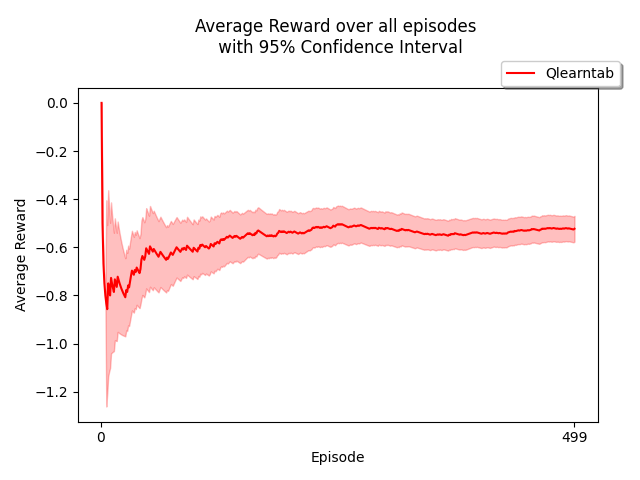 Average Reward over all episodes
with 95% Confidence Interval
Qlearntab
0.0
−0.2
−0.4
−0.6
−0.8
−1.0
−1.2
Average Reward
0
499
Episode